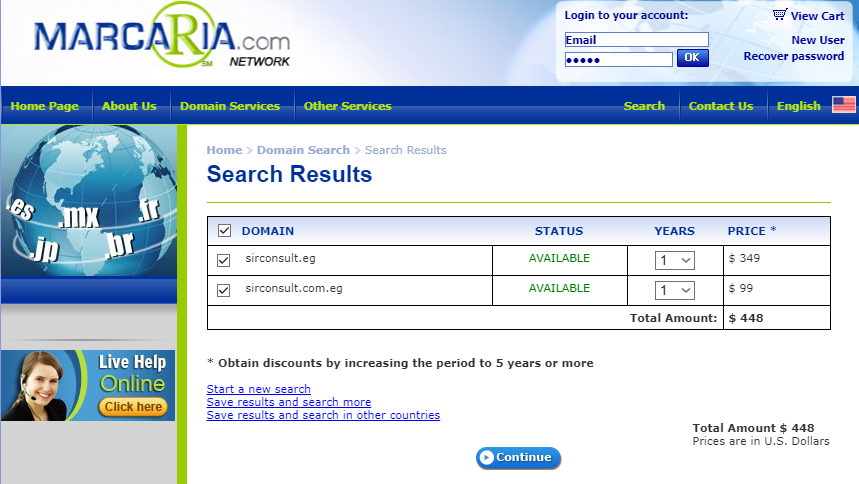 MARCARIA.com
SM
NETWORK
Login to your account:
View Cart
Email
•••••
OK
New User
Recover password
Home Page
About Us
Domain Services
Other Services
Search
Contact Us
English
.es
.mx
.fr
.jp
.br
Live Help
Online
Click here
Home > Domain Search > Search Results
Search Results
DOMAIN STATUS YEARS PRICE *
sirconsult.eg AVAILABLE 1 $ 349
sirconsult.com.eg AVAILABLE 1 $ 99
Total Amount: $ 448
* Obtain discounts by increasing the period to 5 years or more
Start a new search
Save results and search more
Save results and search in other countries
Total Amount $ 448
Prices are in U.S. Dollars
Continue